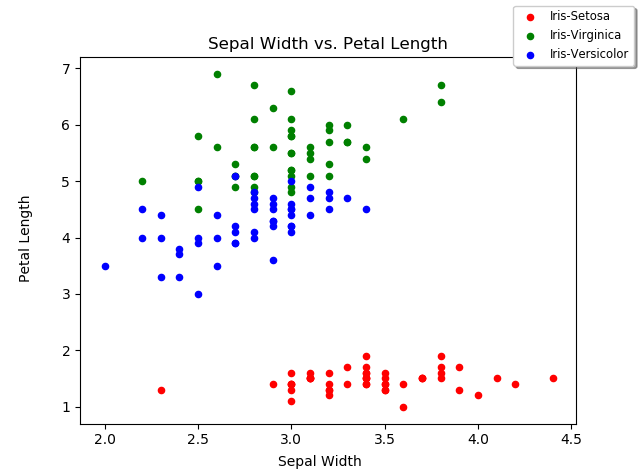 Iris-Setosa
Iris-Virginica
Iris-Versicolor
Sepal Width vs. Petal Length
7
6
5
4
3
2
1
Petal Length
2.0 2.5 3.0 3.5 4.0 4.5
Sepal Width